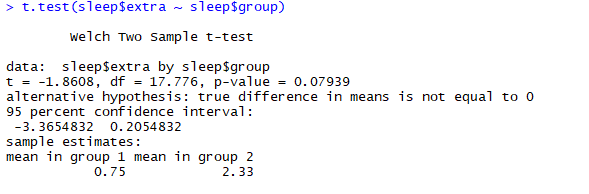 > t.test(sleep$extra ~ sleep$group)
Welch Two Sample t-test
data:  sleep$extra by sleep$group
t = -1.8608, df = 17.776, p-value = 0.07939
alternative hypothesis: true difference in means is not equal to 0
95 percent confidence interval:
 -3.3654832  0.2054832
sample estimates:
mean in group 1 mean in group 2
           0.75            2.33